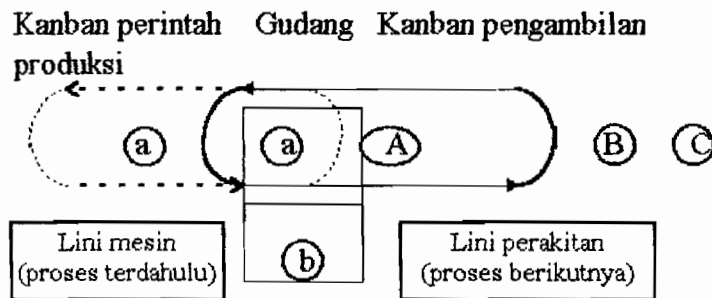 Kanban perintah Gudang Kanban pengambilan
produksi
a a A B C
Lini mesin
(proses terdahulu)
b
Lini perakitan
(proses berikutnya)